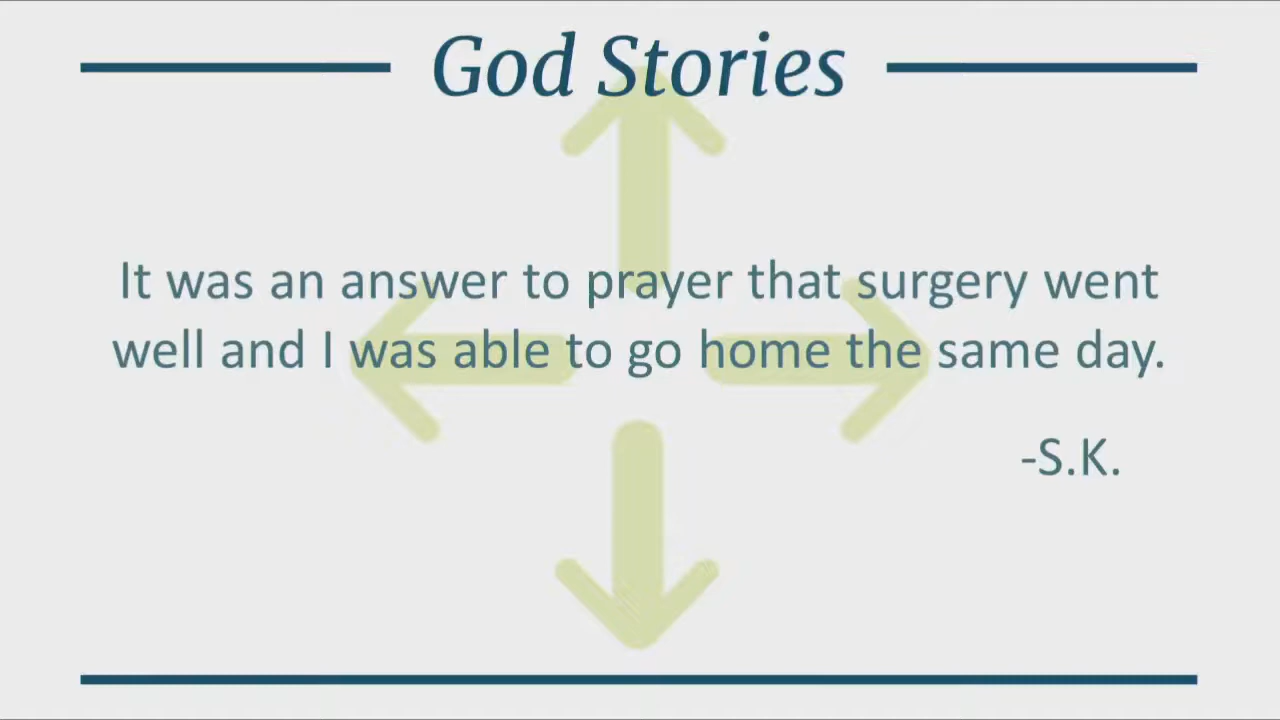 God Stories
It was an answer to prayer that surgery went
well and I was able to go home the same day.
-S.K.